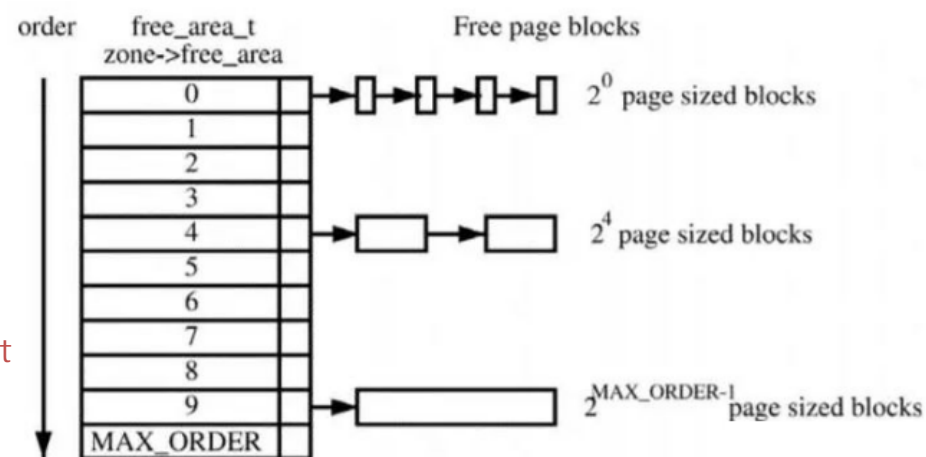 order free_area_t Free page blocks
zone->free_area
0 2^0 page sized blocks
1
2
3
4 2^4 page sized blocks
5
6
7
t
8
9 2^MAX_ORDER-1 page sized blocks
MAX_ORDER